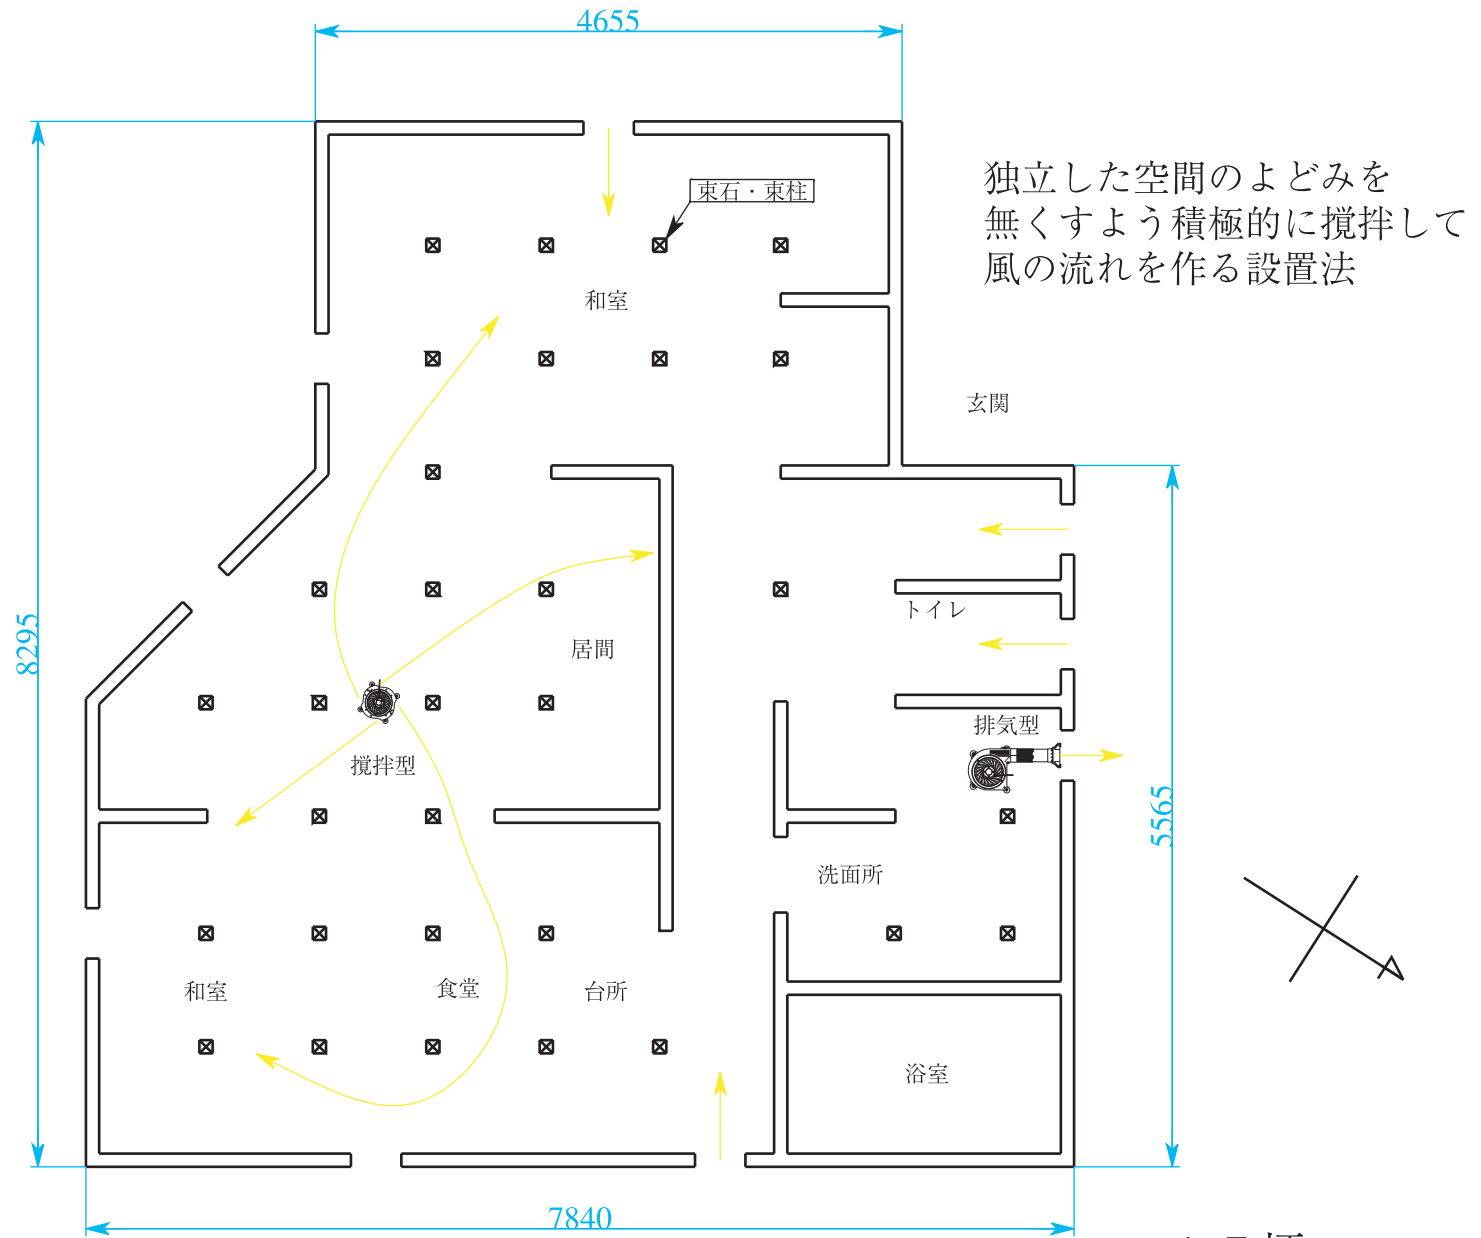 4655
独立した空間のよどみを
無くすよう積極的に撹拌して
風の流れを作る設置法
束石・束柱
和室
玄関
8295
トイレ
居間
排気型
撹拌型
5565
洗面所
和室
食堂
台所
浴室
7840